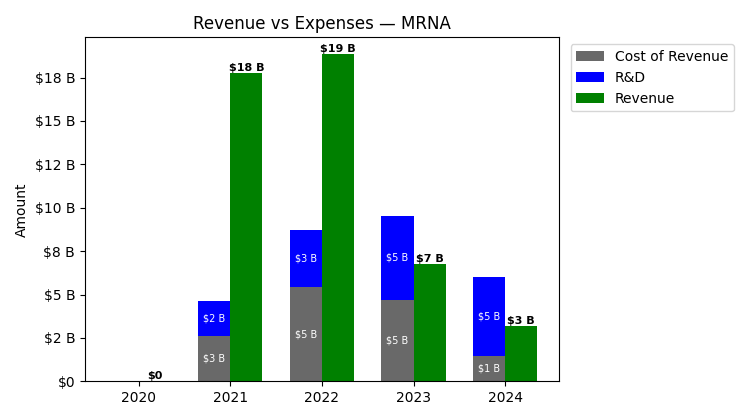 Revenue vs Expenses — MRNA
Cost of Revenue
R&D
Revenue
Amount
$18 B
$15 B
$12 B
$10 B
$8 B
$5 B
$2 B
$0
$0
$18 B
$2 B
$3 B
$19 B
$3 B
$5 B
$7 B
$5 B
$5 B
$3 B
$5 B
$1 B
2020 2021 2022 2023 2024